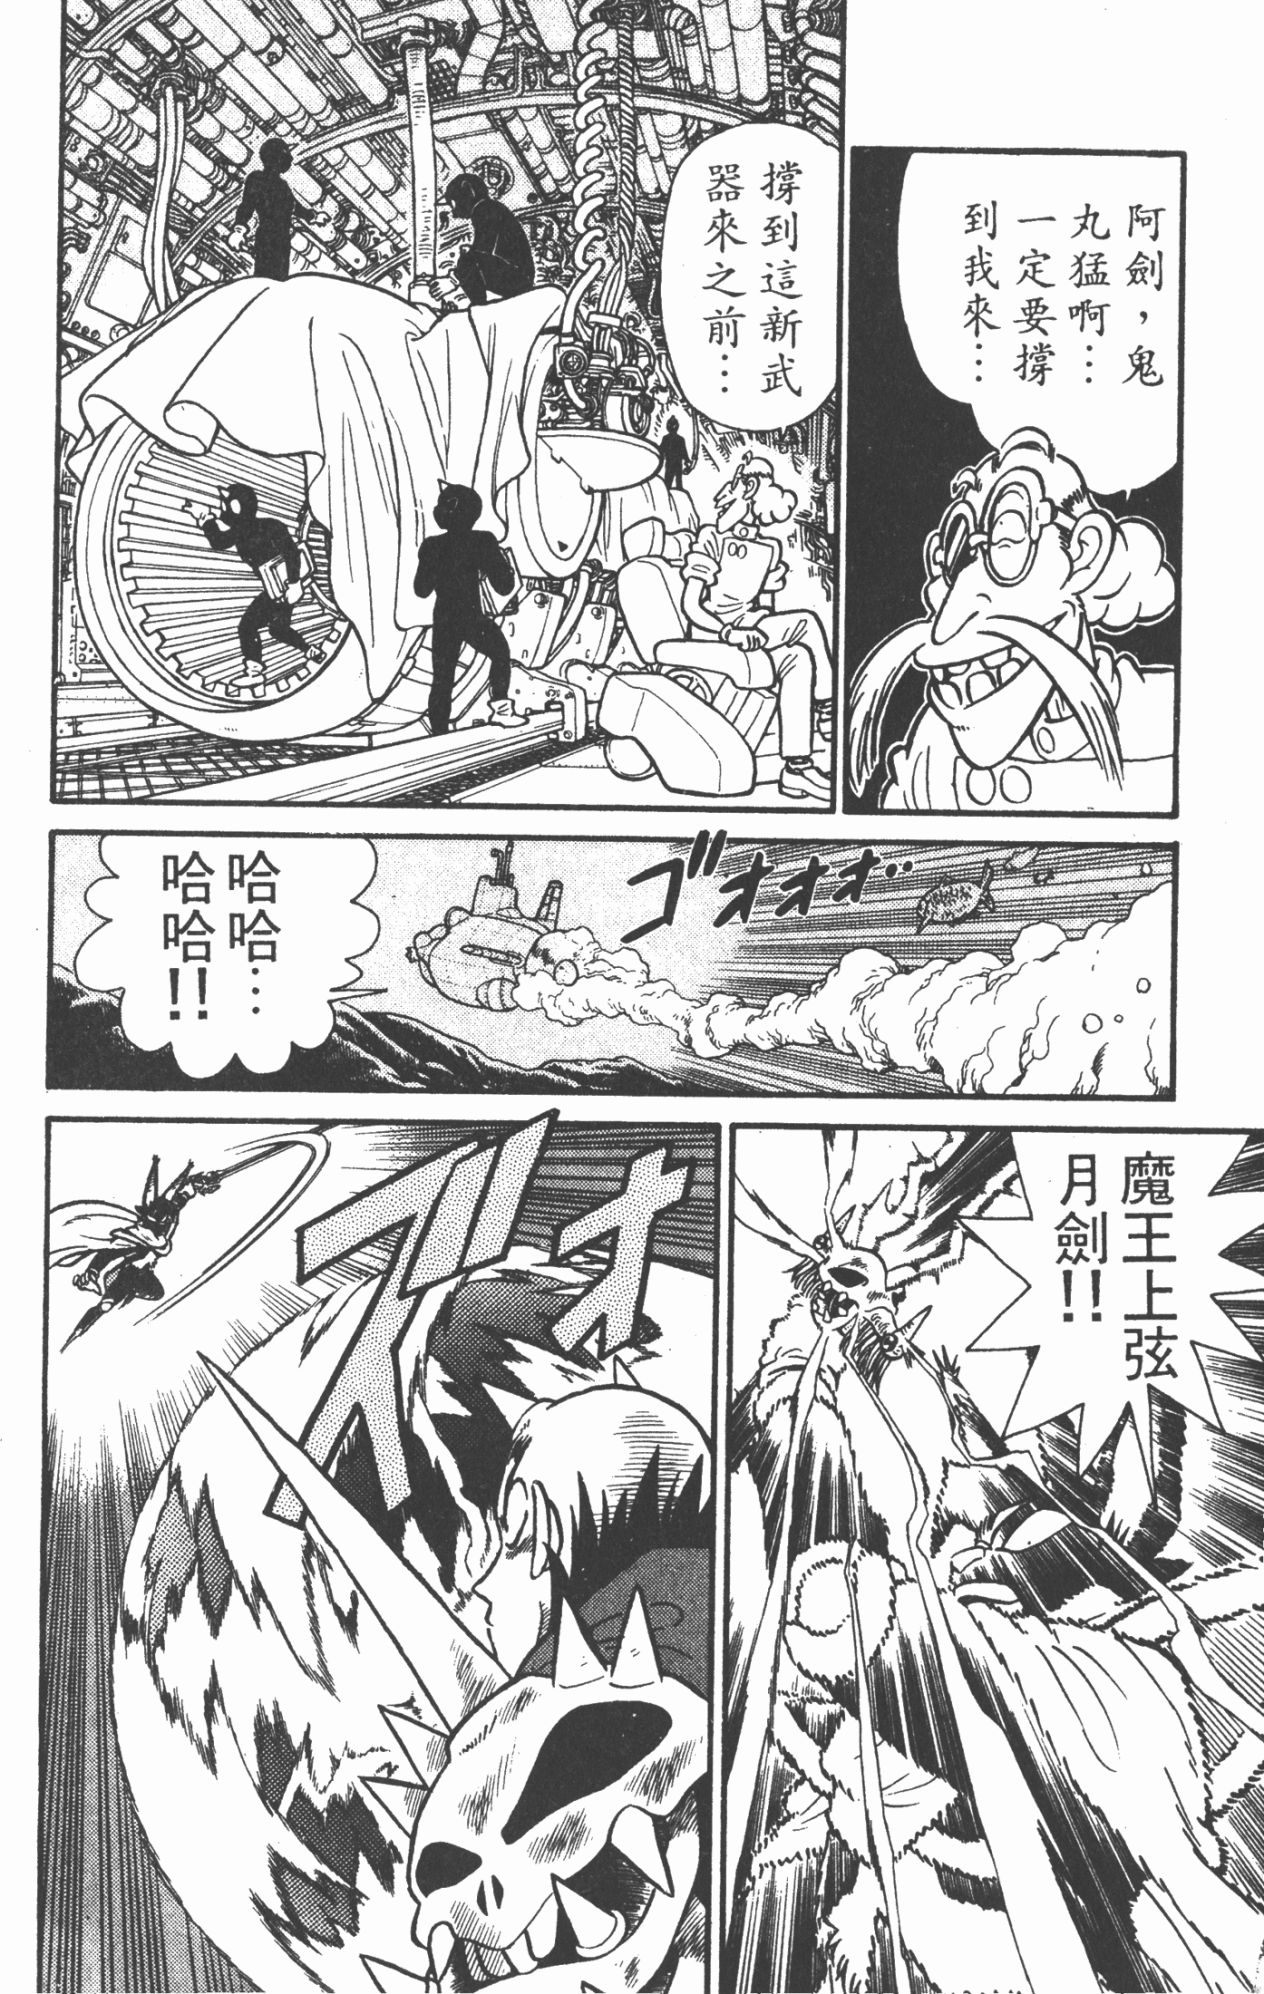 阿劍，鬼
丸猛啊…
一定要撐
到我來…
撐到這新武
器來之前…
ゴオオオ‥
哈哈…
哈哈!!
魔王上弦
月劍!!
ズオ